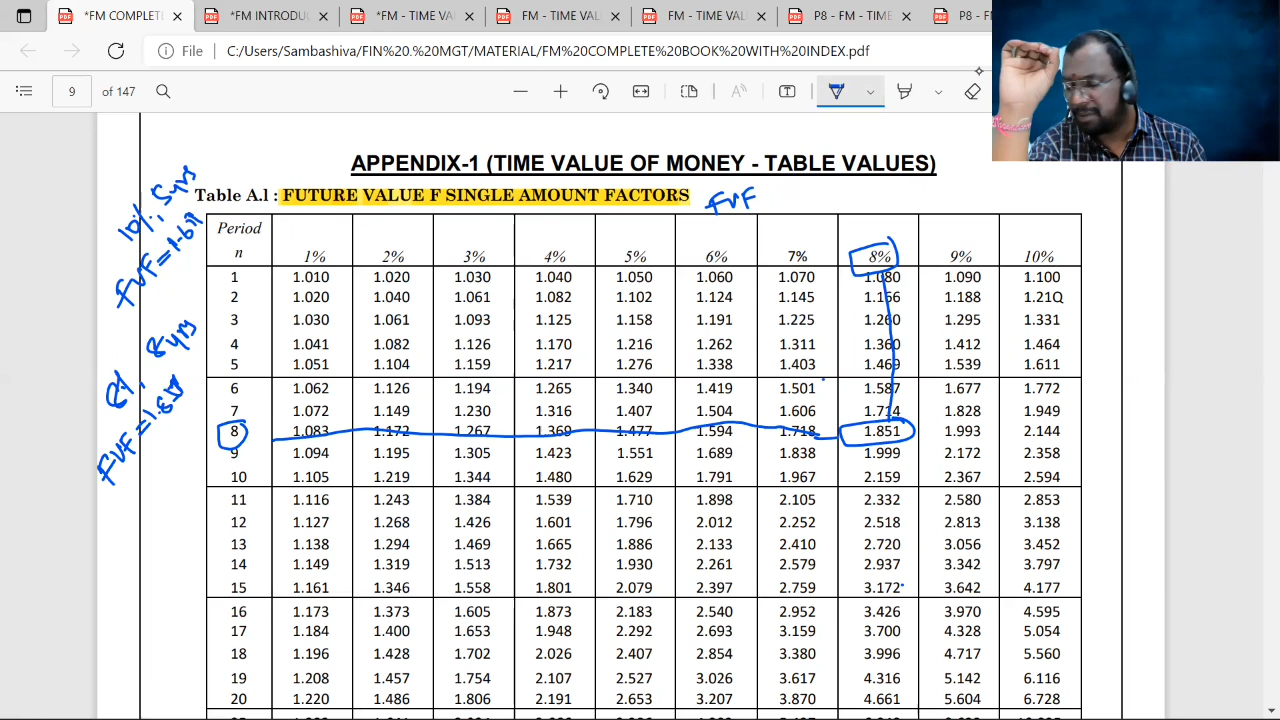 *FM COMPLETE
*FM INTRODUC
*FM - TIME VA
FM - TIME VAL
FM - TIME VAL
P8 - FM - TIME
P8 - FM
File C:/Users/Sambashiva/FIN%20.%20MGT/MATERIAL/FM%20COMPLETE%20BOOK%20WITH%20INDEX.pdf
9 of 147
APPENDIX-1 (TIME VALUE OF MONEY - TABLE VALUES)
Table A.l : FUTURE VALUE F SINGLE AMOUNT FACTORS
FVF
10%, 5yrs
FVF = 1.611
8%, 8yrs
FVF = 1.851
Period
n 1% 2% 3% 4% 5% 6% 7% 8% 9% 10%
1 1.010 1.020 1.030 1.040 1.050 1.060 1.070 1.080 1.090 1.100
2 1.020 1.040 1.061 1.082 1.102 1.124 1.145 1.166 1.188 1.21Q
3 1.030 1.061 1.093 1.125 1.158 1.191 1.225 1.260 1.295 1.331
4 1.041 1.082 1.126 1.170 1.216 1.262 1.311 1.360 1.412 1.464
5 1.051 1.104 1.159 1.217 1.276 1.338 1.403 1.469 1.539 1.611
6 1.062 1.126 1.194 1.265 1.340 1.419 1.501 1.587 1.677 1.772
7 1.072 1.149 1.230 1.316 1.407 1.504 1.606 1.714 1.828 1.949
8 1.083 1.172 1.267 1.369 1.477 1.594 1.718 1.851 1.993 2.144
9 1.094 1.195 1.305 1.423 1.551 1.689 1.838 1.999 2.172 2.358
10 1.105 1.219 1.344 1.480 1.629 1.791 1.967 2.159 2.367 2.594
11 1.116 1.243 1.384 1.539 1.710 1.898 2.105 2.332 2.580 2.853
12 1.127 1.268 1.426 1.601 1.796 2.012 2.252 2.518 2.813 3.138
13 1.138 1.294 1.469 1.665 1.886 2.133 2.410 2.720 3.056 3.452
14 1.149 1.319 1.513 1.732 1.930 2.261 2.579 2.937 3.342 3.797
15 1.161 1.346 1.558 1.801 2.079 2.397 2.759 3.172 3.642 4.177
16 1.173 1.373 1.605 1.873 2.183 2.540 2.952 3.426 3.970 4.595
17 1.184 1.400 1.653 1.948 2.292 2.693 3.159 3.700 4.328 5.054
18 1.196 1.428 1.702 2.026 2.407 2.854 3.380 3.996 4.717 5.560
19 1.208 1.457 1.754 2.107 2.527 3.026 3.617 4.316 5.142 6.116
20 1.220 1.486 1.806 2.191 2.653 3.207 3.870 4.661 5.604 6.728